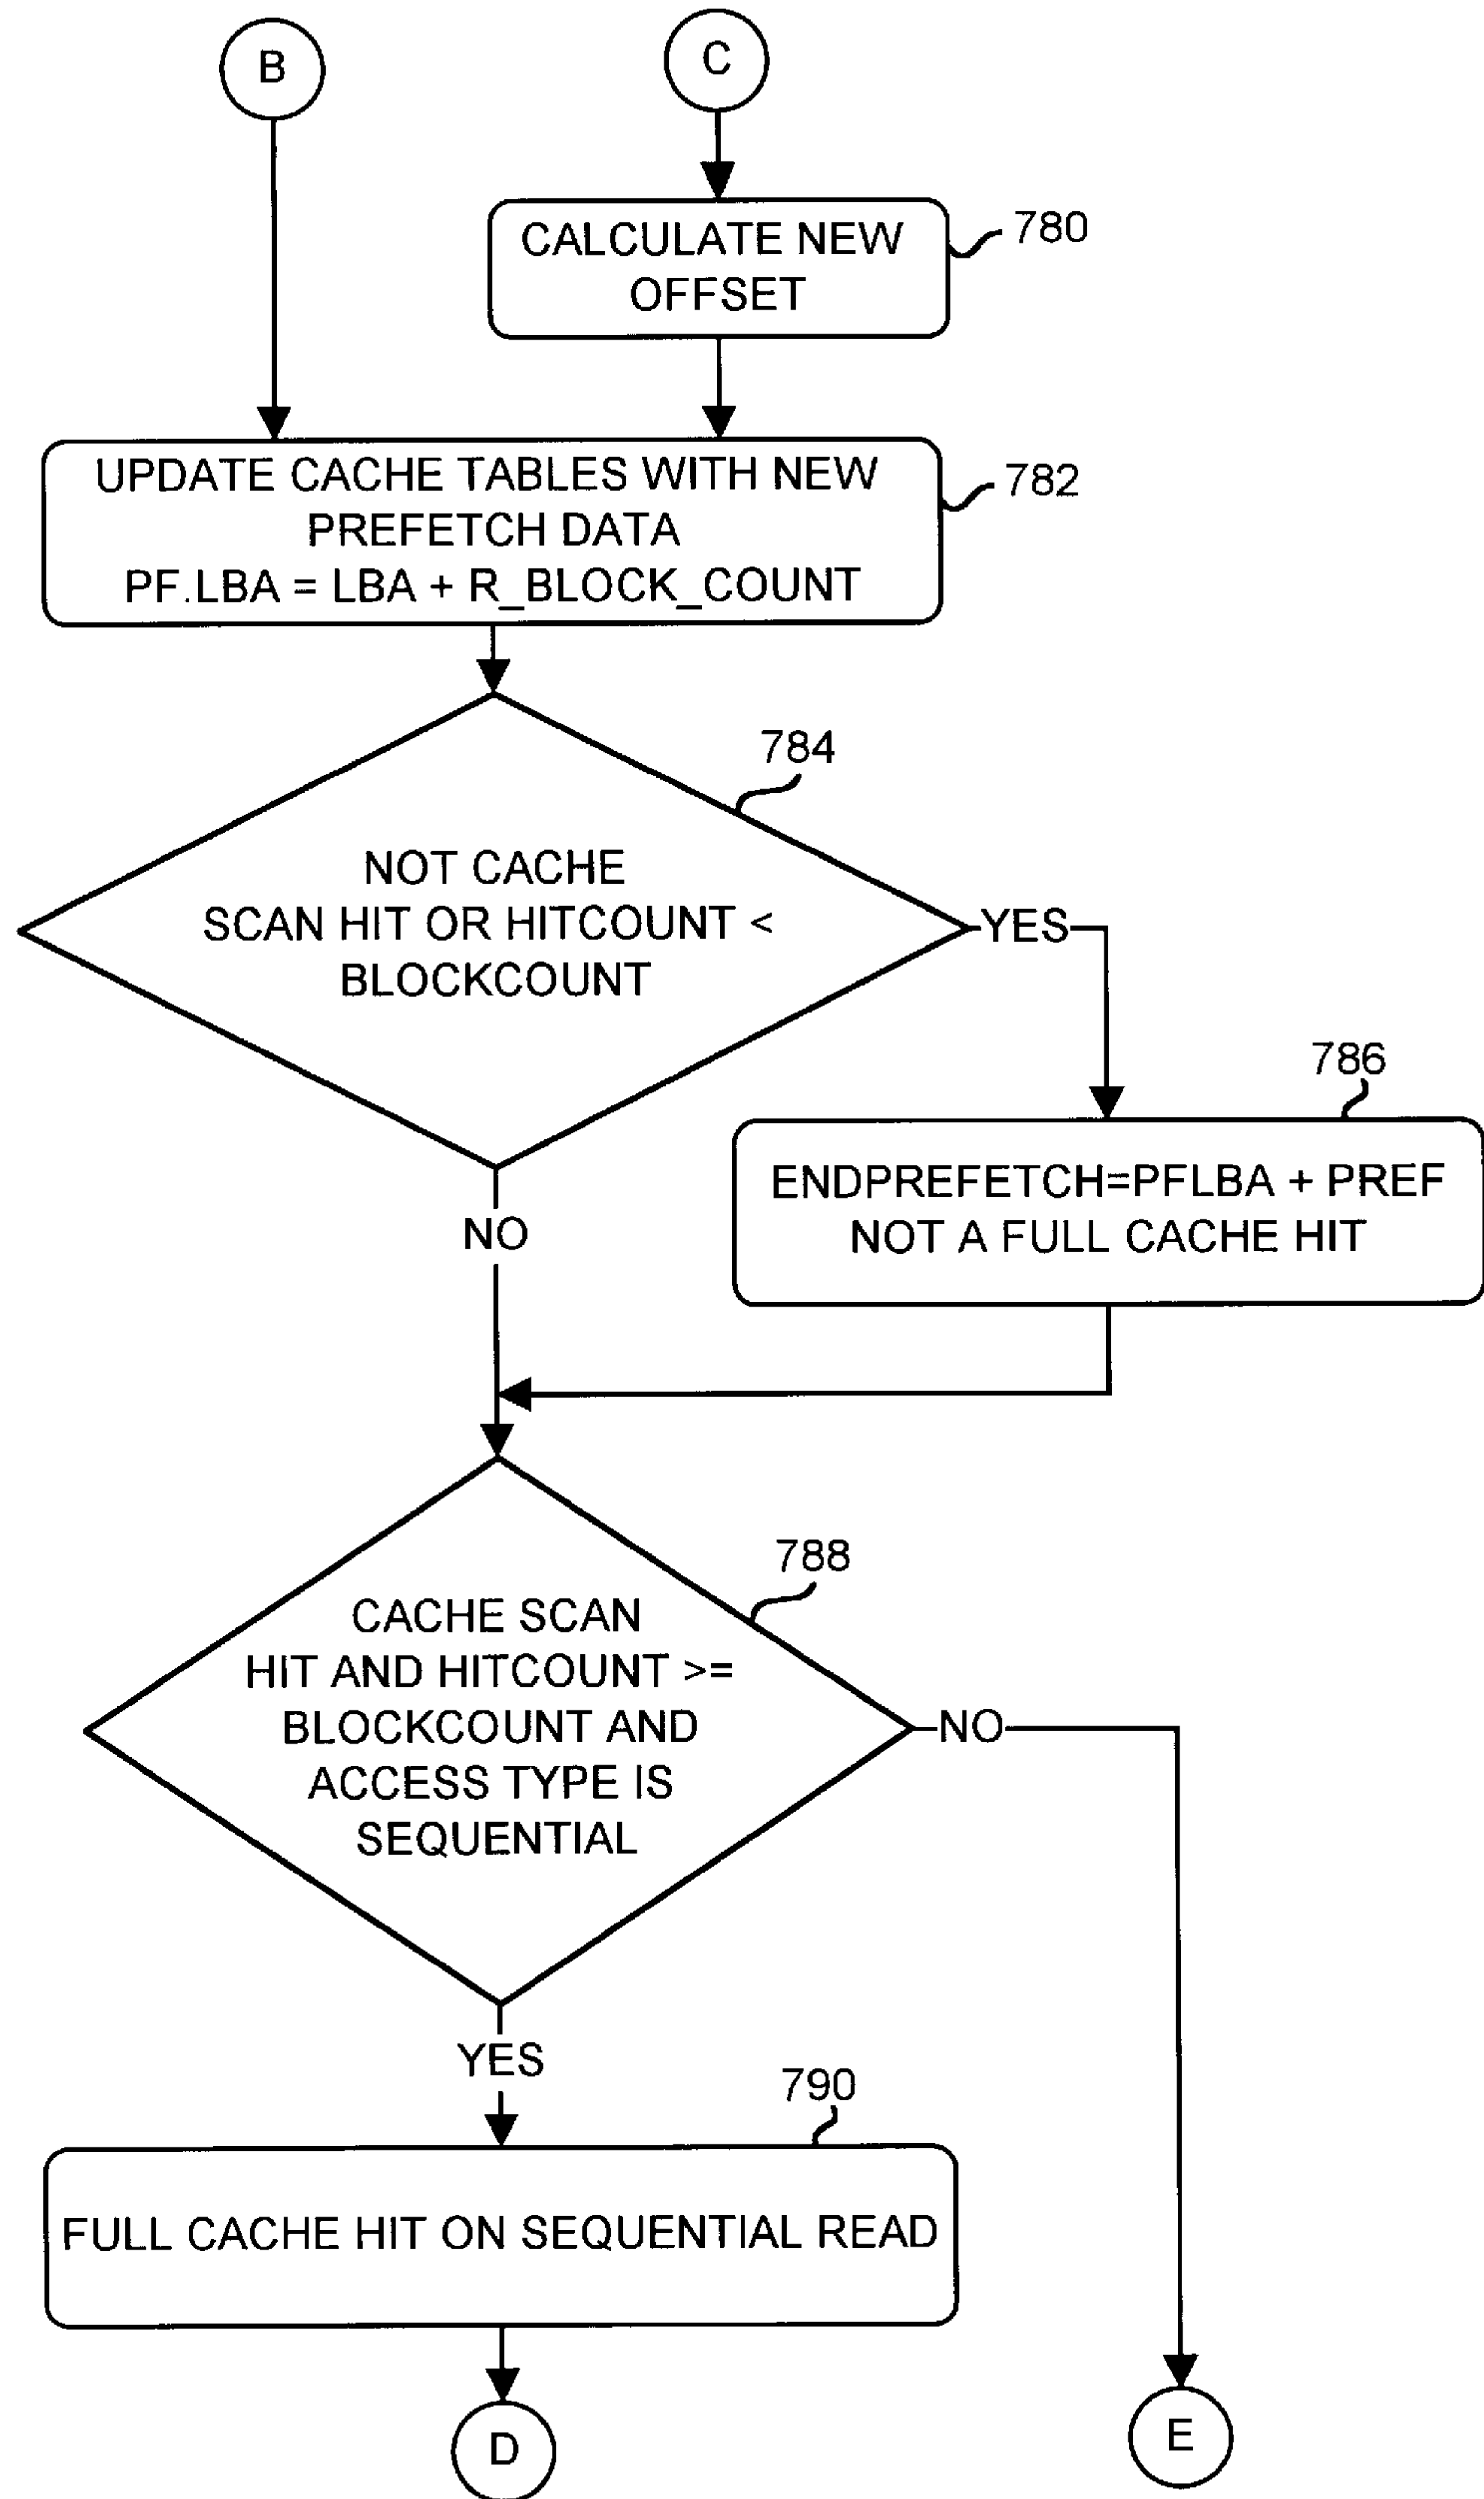 B
C
CALCULATE NEW
OFFSET
780
UPDATE CACHE TABLES WITH NEW
PREFETCH DATA
PF.LBA = LBA + R_BLOCK_COUNT
782
784
NOT CACHE
SCAN HIT OR HITCOUNT <
BLOCKCOUNT
YES
786
ENDPREFETCH=PFLBA + PREF
NOT A FULL CACHE HIT
NO
788
CACHE SCAN
HIT AND HITCOUNT >=
BLOCKCOUNT AND
ACCESS TYPE IS
SEQUENTIAL
NO
YES
790
FULL CACHE HIT ON SEQUENTIAL READ
D
E